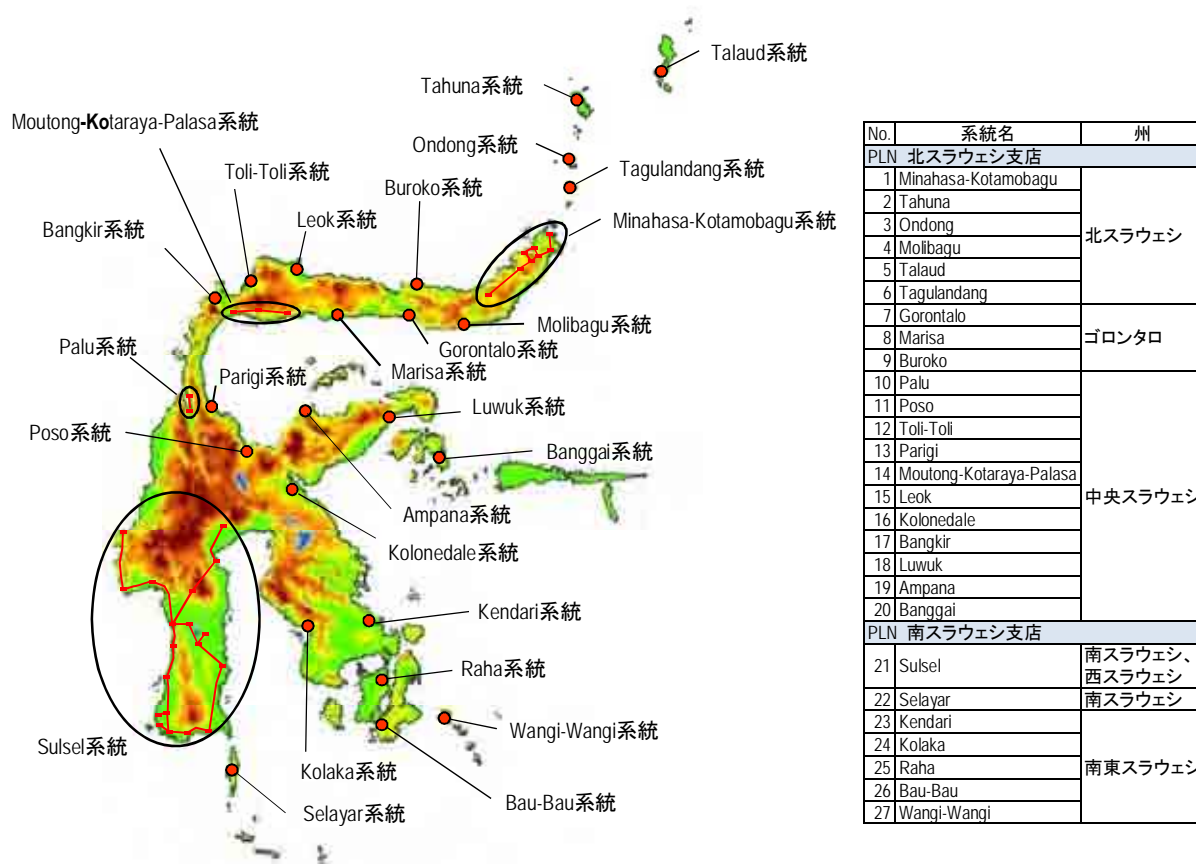 Talaud系統
Tahuna系統
Moutong-Kotaraya-Palasa系統
Ondong系統
Toli-Toli系統
Tagulandang系統
Buroko系統
Leok系統
Minahasa-Kotamobagu系統
Bangkir系統
Molibagu系統
Gorontalo系統
Palu系統
Marisa系統
Parigi系統
Luwuk系統
Poso系統
Banggai系統
Ampana系統
Kolonedale系統
Kendari系統
Raha系統
Wangi-Wangi系統
Sulsel系統
Kolaka系統
Bau-Bau系統
Selayar系統
No. 系統名 州
PLN 北スラウェシ支店
1 Minahasa-Kotamobagu
2 Tahuna
3 Ondong
北スラウェシ
4 Molibagu
5 Talaud
6 Tagulandang
7 Gorontalo
8 Marisa ゴロンタロ
9 Buroko
10 Palu
11 Poso
12 Toli-Toli
13 Parigi
14 Moutong-Kotaraya-Palasa
15 Leok 中央スラウェシ
16 Kolonedale
17 Bangkir
18 Luwuk
19 Ampana
20 Banggai
PLN 南スラウェシ支店
21 Sulsel 南スラウェシ、
西スラウェシ
22 Selayar 南スラウェシ
23 Kendari
24 Kolaka
25 Raha 南東スラウェシ
26 Bau-Bau
27 Wangi-Wangi